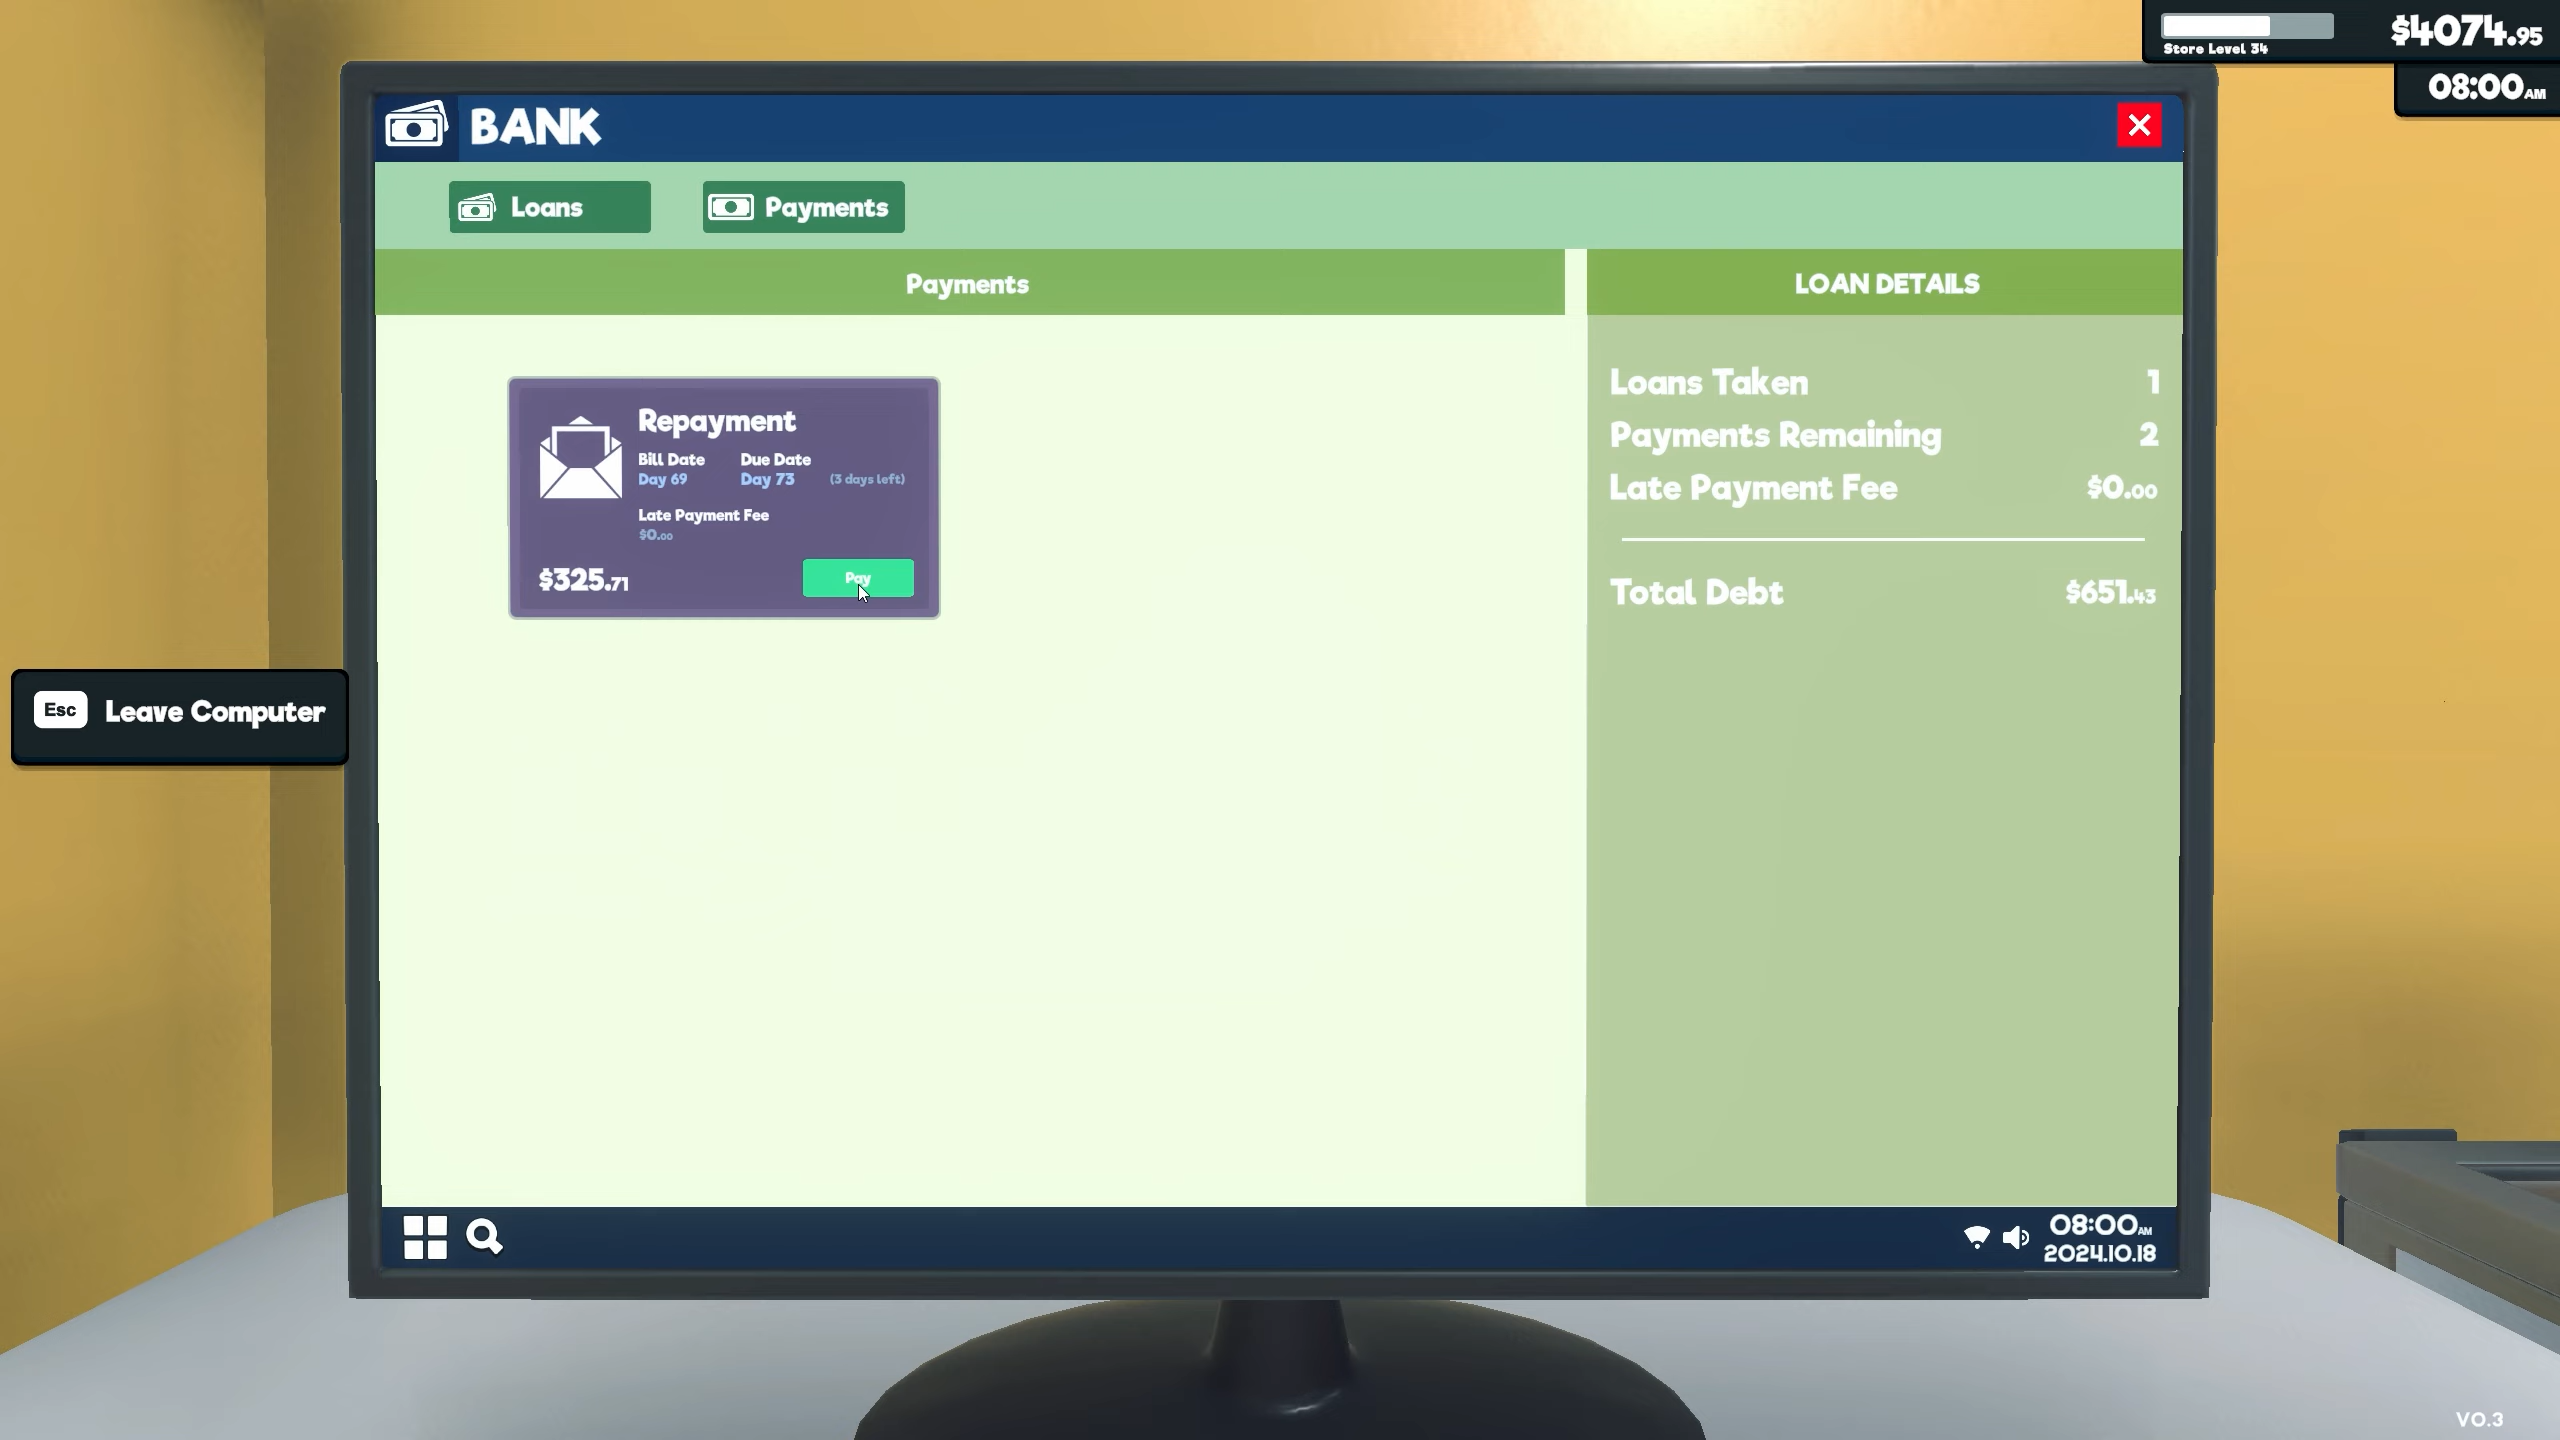 $4074.95
Store Level 34
08:00AM
BANK
Loans
Payments
Payments
LOAN DETAILS
Repayment
Bill Date
Due Date
Day 69
Day 73
(3 days left)
Late Payment Fee
$0.00
$325.71
Pay
Loans Taken
1
Payments Remaining
2
Late Payment Fee
$0.00
Total Debt
$651.43
Esc
Leave Computer
08:00AM
2024.10.18
V0.3